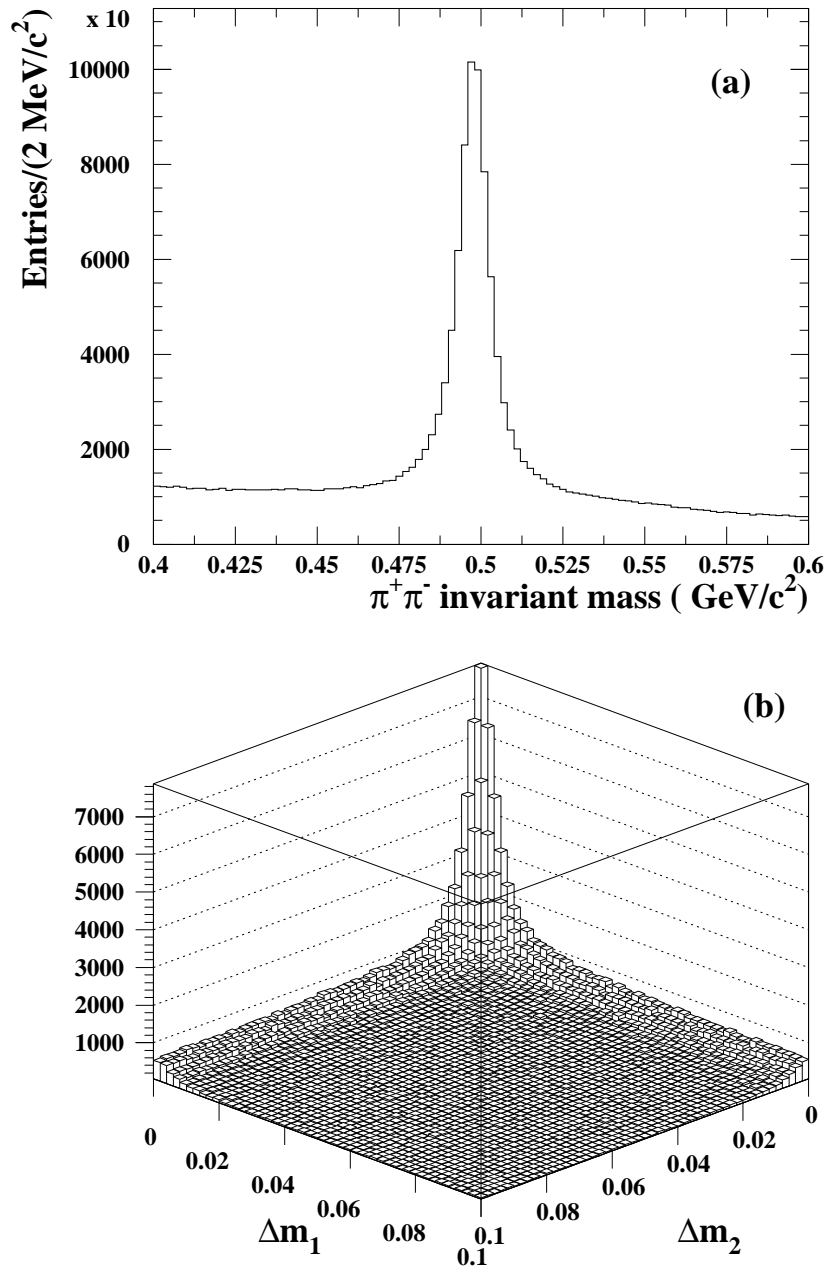 x 10
Entries/(2 MeV/c²)
(a)
10000
8000
6000
4000
2000
0
0.4 0.425 0.45 0.475 0.5 0.525 0.55 0.575 0.6
π⁺π⁻ invariant mass ( GeV/c²)
(b)
7000
6000
5000
4000
3000
2000
1000
0 0.02 0.04 0.06 0.08 0.1
0.1 0.08 0.06 0.04 0.02 0
Δm₁
Δm₂